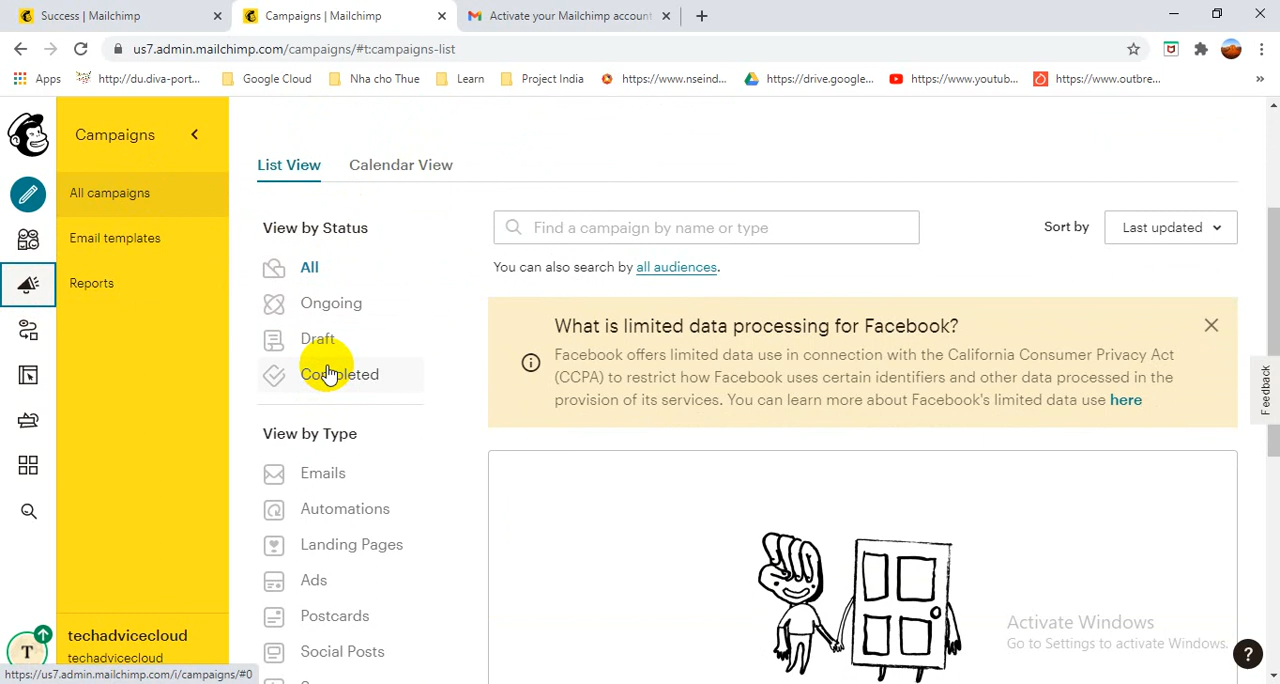 Success | Mailchimp
Campaigns | Mailchimp
Activate your Mailchimp accoun
us7.admin.mailchimp.com/campaigns/#t:campaigns-list
Apps
http://du.diva-port...
Google Cloud
Nha cho Thue
Learn
Project India
https://www.nseind...
https://drive.google...
https://www.youtub...
https://www.outbre...
»
Campaigns
All campaigns
Email templates
Reports
List View
Calendar View
View by Status
All
Ongoing
Draft
Completed
View by Type
Emails
Automations
Landing Pages
Ads
Postcards
Social Posts
Find a campaign by name or type
Sort by
Last updated
You can also search by all audiences.
What is limited data processing for Facebook?
Facebook offers limited data use in connection with the California Consumer Privacy Act
(CCPA) to restrict how Facebook uses certain identifiers and other data processed in the
provision of its services. You can learn more about Facebook's limited data use here
Feedback
Activate Windows
Go to Settings to activate Windows.
?
T
techadvicecloud
techadvicecloud
https://us7.admin.mailchimp.com/i/campaigns/#0